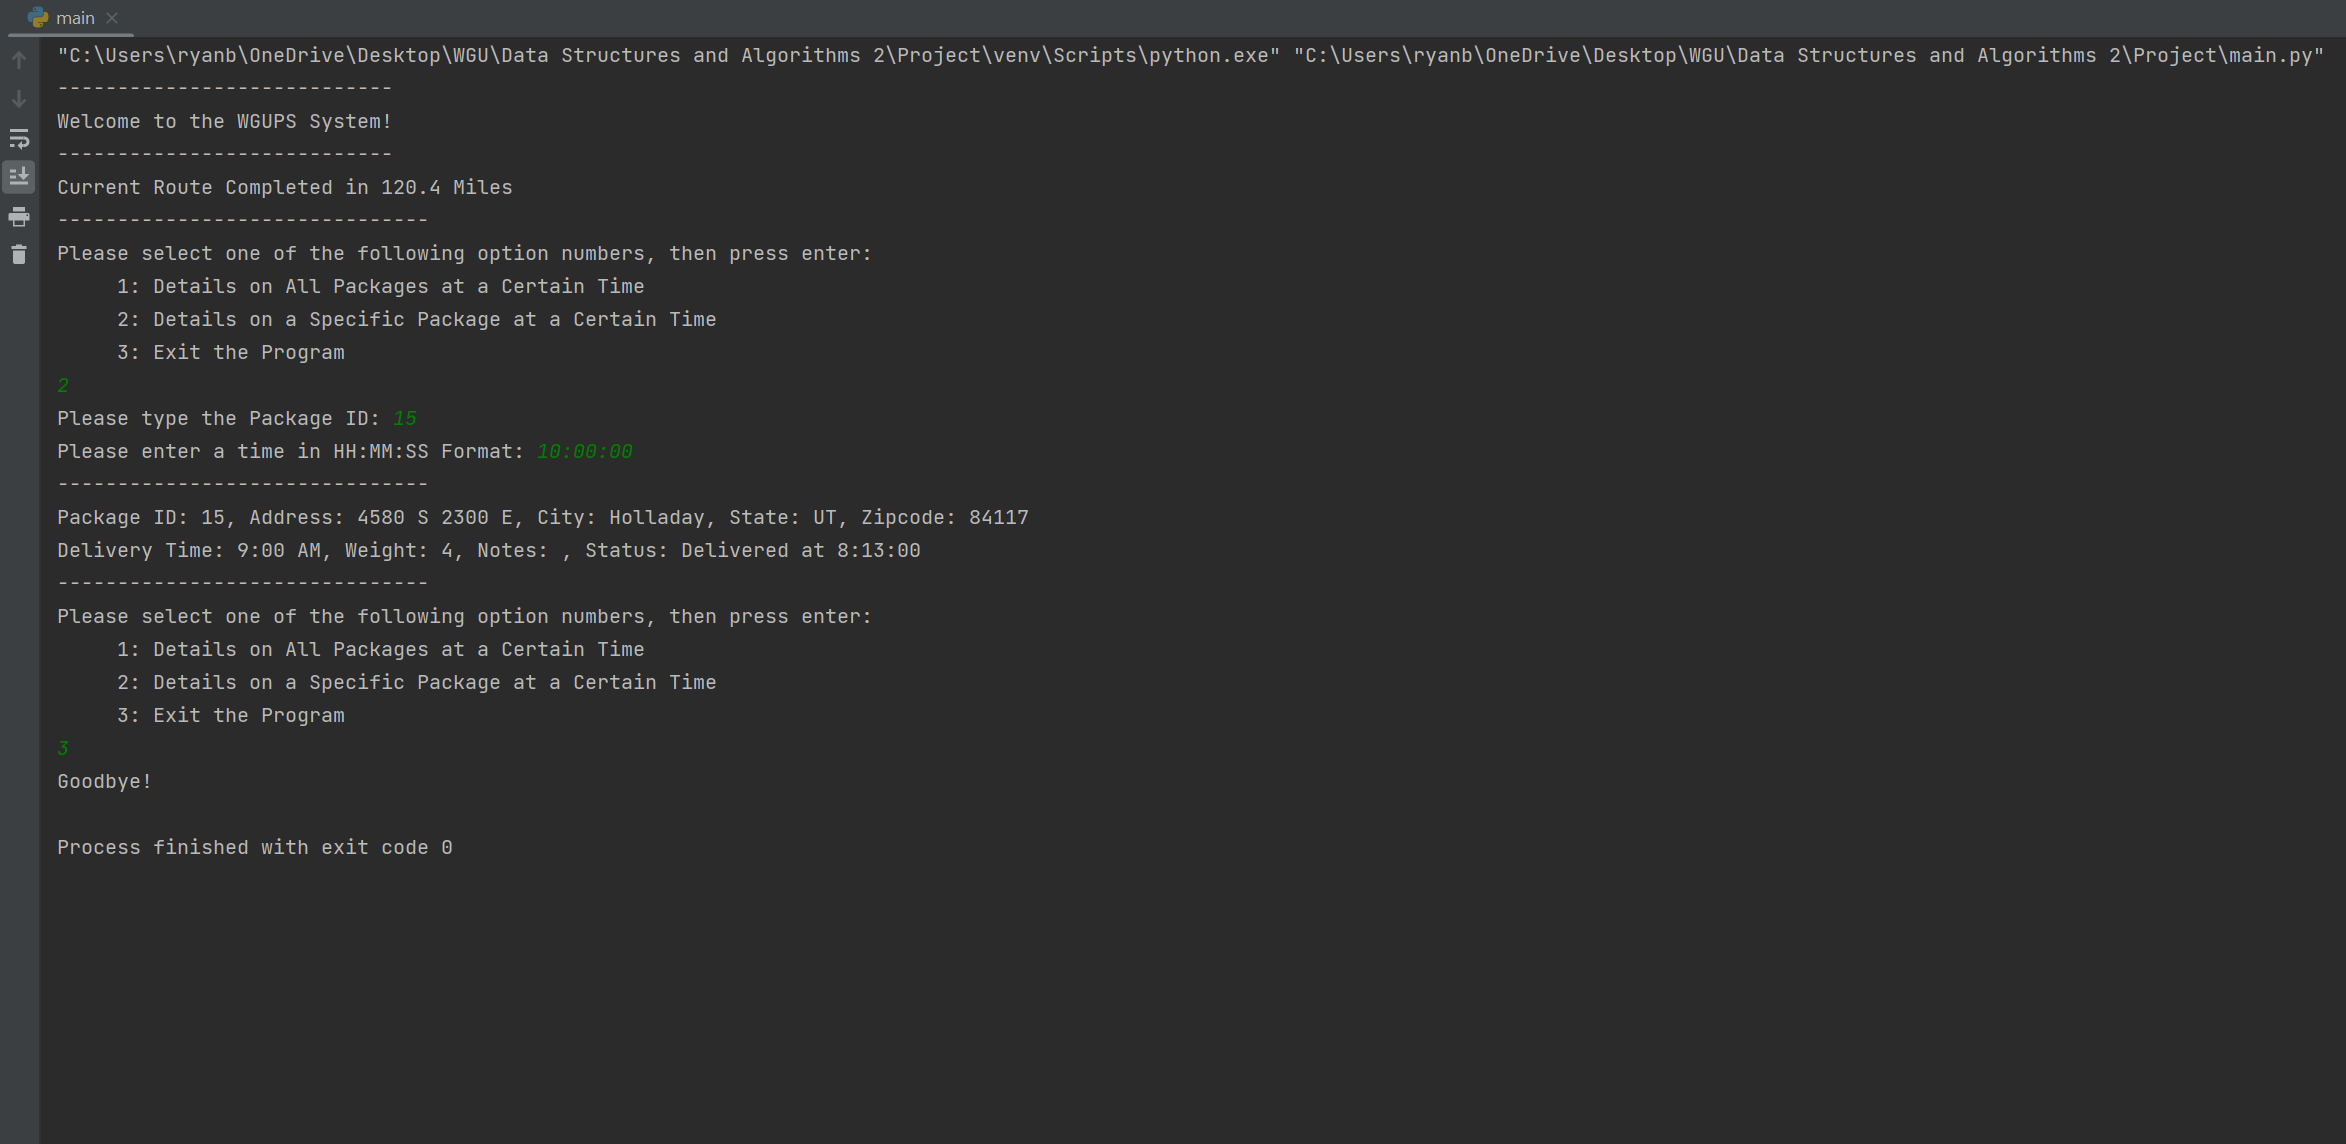 main
"C:\Users\ryanb\OneDrive\Desktop\WGU\Data Structures and Algorithms 2\Project\venv\Scripts\python.exe" "C:\Users\ryanb\OneDrive\Desktop\WGU\Data Structures and Algorithms 2\Project\main.py"
----------------------------
Welcome to the WGUPS System!
----------------------------
Current Route Completed in 120.4 Miles
-------------------------------
Please select one of the following option numbers, then press enter:
     1: Details on All Packages at a Certain Time
     2: Details on a Specific Package at a Certain Time
     3: Exit the Program
2
Please type the Package ID: 15
Please enter a time in HH:MM:SS Format: 10:00:00
-------------------------------
Package ID: 15, Address: 4580 S 2300 E, City: Holladay, State: UT, Zipcode: 84117
Delivery Time: 9:00 AM, Weight: 4, Notes: , Status: Delivered at 8:13:00
-------------------------------
Please select one of the following option numbers, then press enter:
     1: Details on All Packages at a Certain Time
     2: Details on a Specific Package at a Certain Time
     3: Exit the Program
3
Goodbye!

Process finished with exit code 0